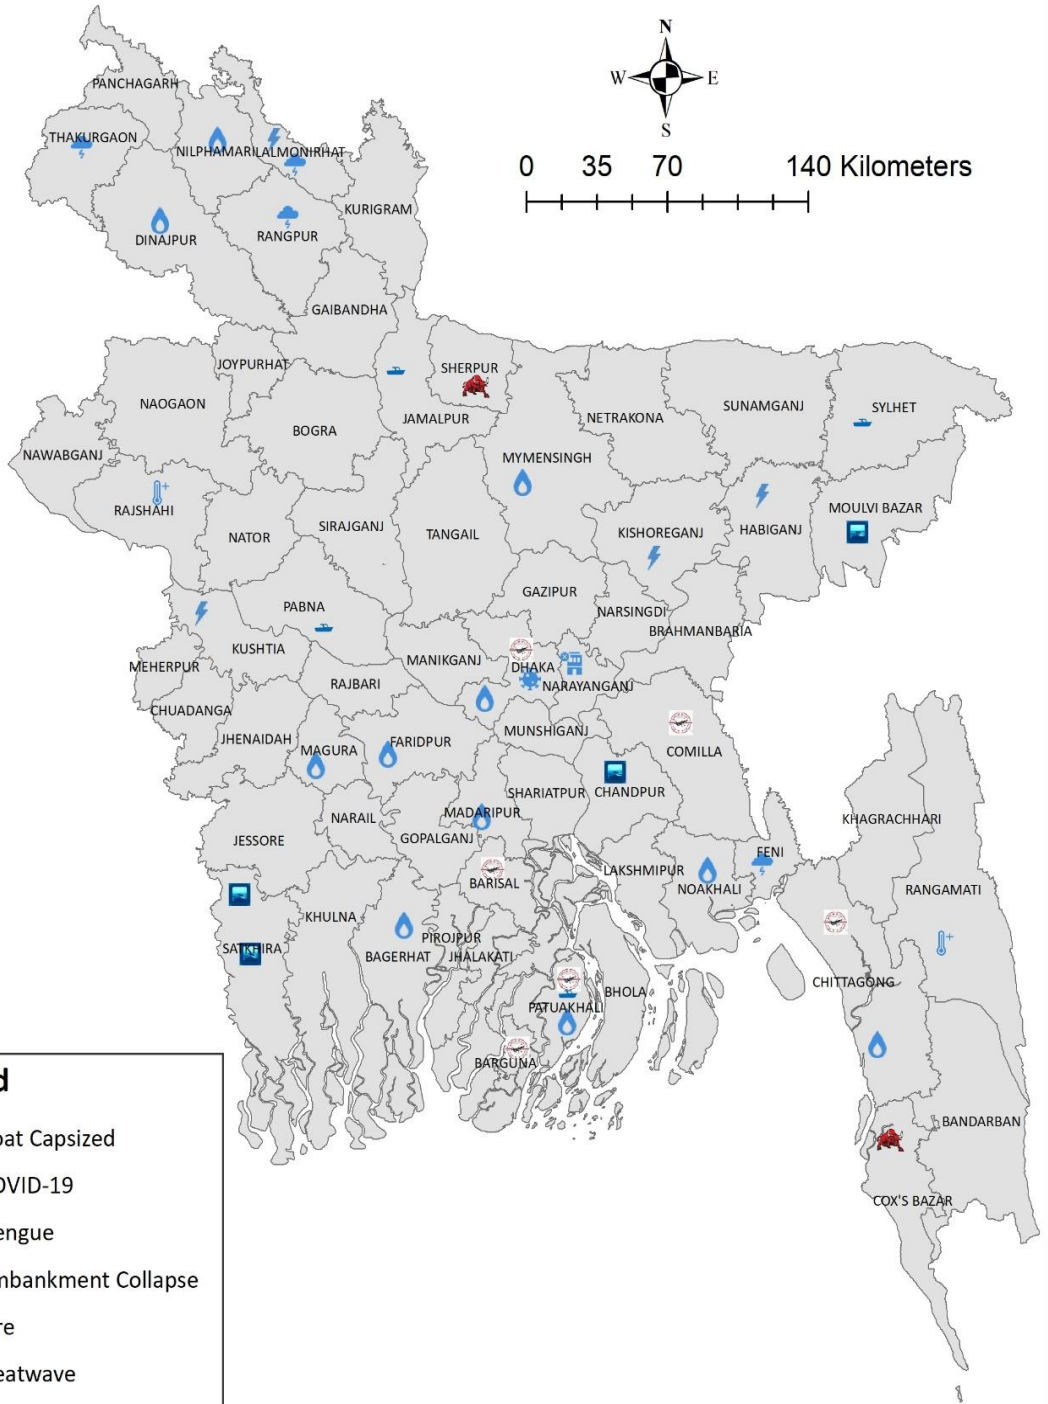 N
W E
S
0 35 70 140 Kilometers
PANCHAGARH
THAKURGAON
NILPHAMARI LALMONIRHAT
KURIGRAM
RANGPUR
DINAJPUR
GAIBANDHA
JOYPURHAT
SHERPUR
NAOGAON
JAMALPUR
NETRAKONA
SUNAMGANJ
SYLHET
BOGRA
NAWABGANJ
MYMENSINGH
RAJSHAHI
MOULVI BAZAR
SIRAJGANJ
TANGAIL
KISHOREGANJ
HABIGANJ
NATOR
GAZIPUR
PABNA
NARSINGDI
BRAHMANBARIA
KUSHTIA
MEHERPUR
MANIKGANJ
DHAKA
RAJBARI
NARAYANGANJ
CHUADANGA
JHENAIDAH
MAGURA
FARIDPUR
MUNSHIGANJ
COMILLA
SHARIATPUR
CHANDPUR
NARAIL
MADARIPUR
KHAGRACHHARI
JESSORE
GOPALGANJ
FENI
LAKSHMIPUR
BARISAL
NOAKHALI
RANGAMATI
KHULNA
PIROJPUR
SATKHIRA
BAGERHAT
JHALAKATI
CHITTAGONG
BHOLA
PATUAKHALI
BARGUNA
BANDARBAN
COX'S BAZAR
d
oat Capsized
OVID-19
engue
mbankment Collapse
re
eatwave